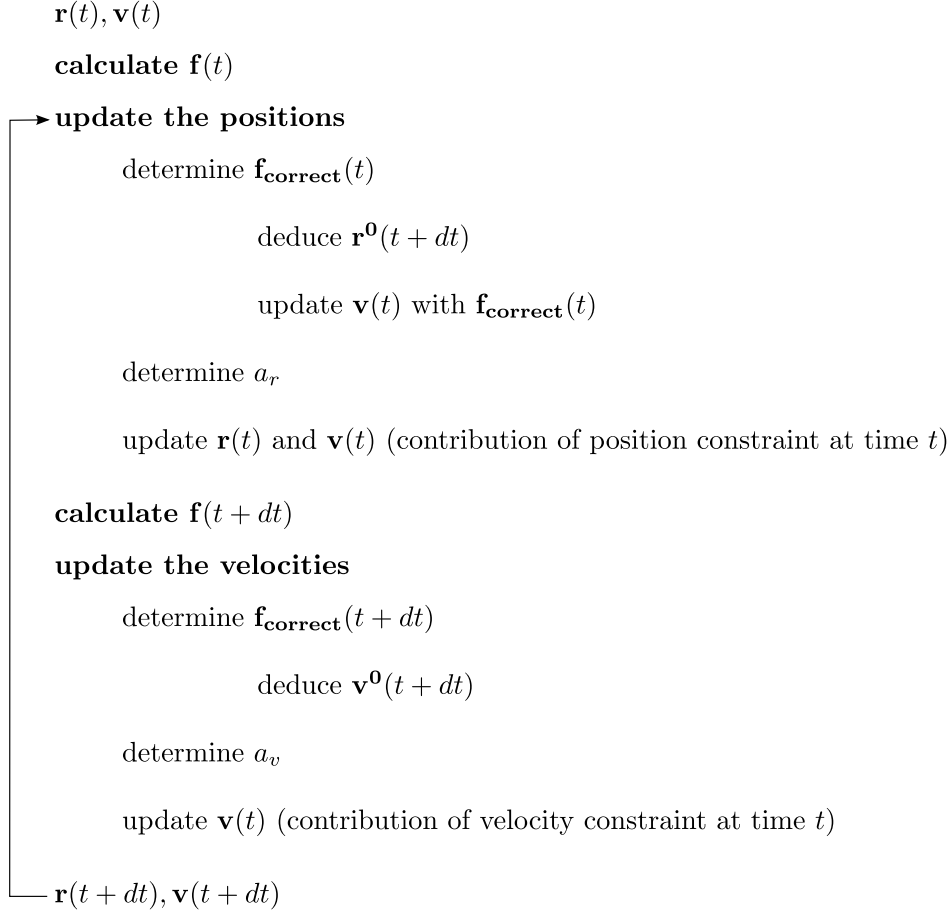 r(t), v(t)
calculate f(t)
update the positions
determine f_correct(t)
deduce r^0(t + dt)
update v(t) with f_correct(t)
determine a_r
update r(t) and v(t) (contribution of position constraint at time t)
calculate f(t + dt)
update the velocities
determine f_correct(t + dt)
deduce v^0(t + dt)
determine a_v
update v(t) (contribution of velocity constraint at time t)
r(t + dt), v(t + dt)